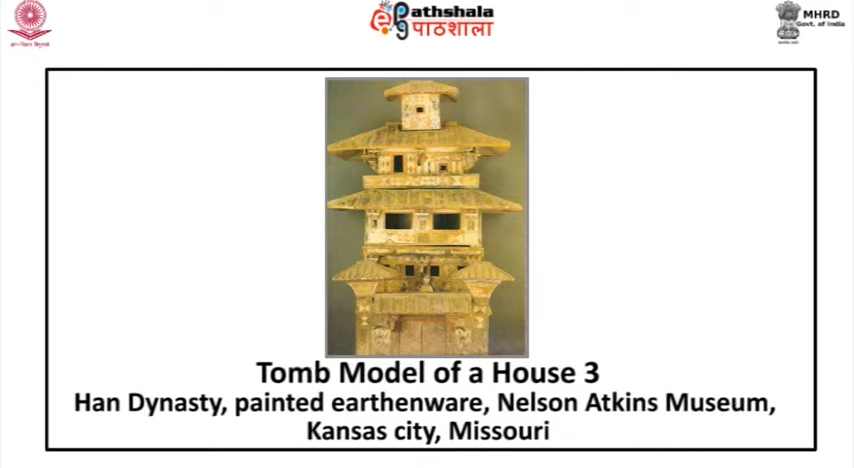 epathshala
पाठशाला
MHRD
Govt. of India
Tomb Model of a House 3
Han Dynasty, painted earthenware, Nelson Atkins Museum,
Kansas city, Missouri